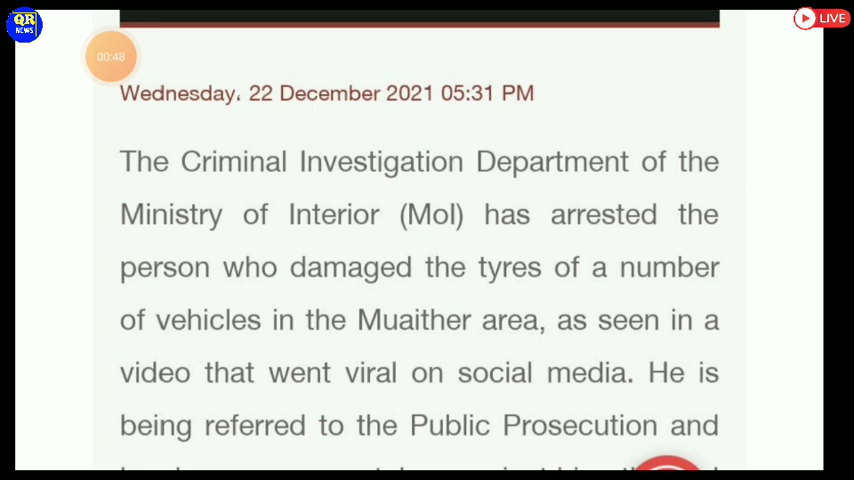 QR
NEWS
LIVE
00:48
Wednesday، 22 December 2021 05:31 PM
The Criminal Investigation Department of the
Ministry of Interior (MoI) has arrested the
person who damaged the tyres of a number
of vehicles in the Muaither area, as seen in a
video that went viral on social media. He is
being referred to the Public Prosecution and